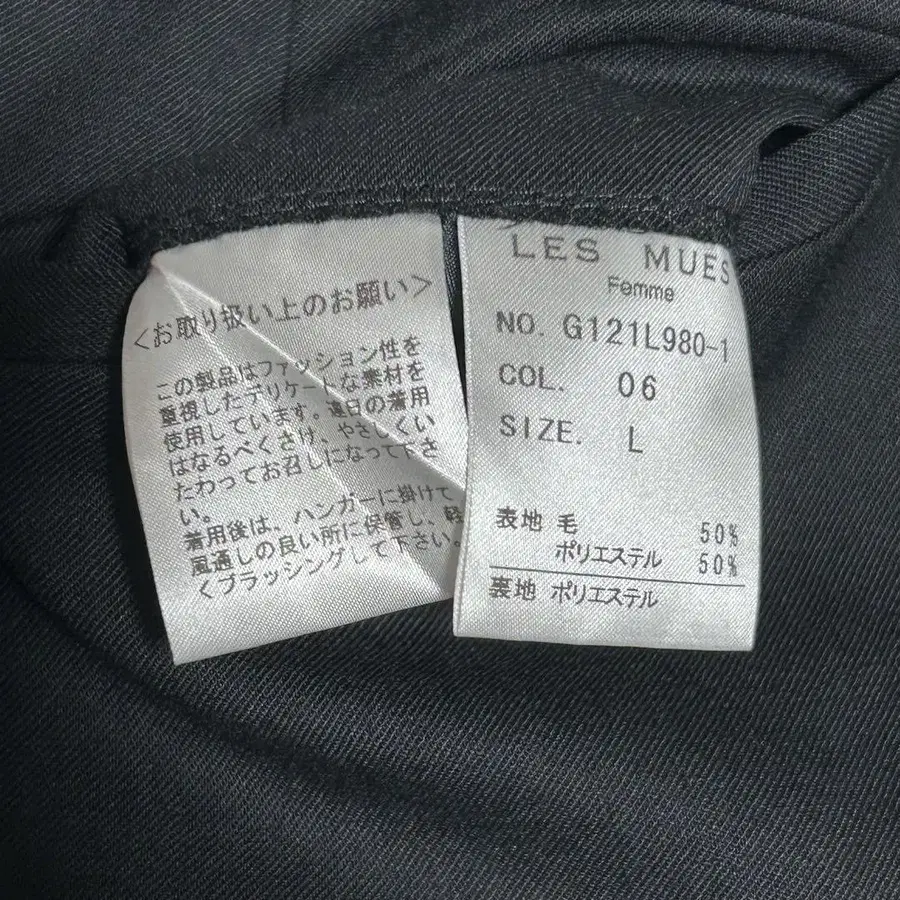 <お取り扱い上のお願い>
この製品はファッション性を
重視したデリケートな素材を
使用しています。連日の着用
はなるべくさけ、やさしくい
たわってお召しになって下さ
い。
着用後は、ハンガーに掛けて
風通しの良い所に保管し、軽
くブラッシングして下さい。
LES MUES
Femme
NO. G121L980-1
COL. 06
SIZE. L
表地 毛 50%
ポリエステル 50%
裏地 ポリエステル